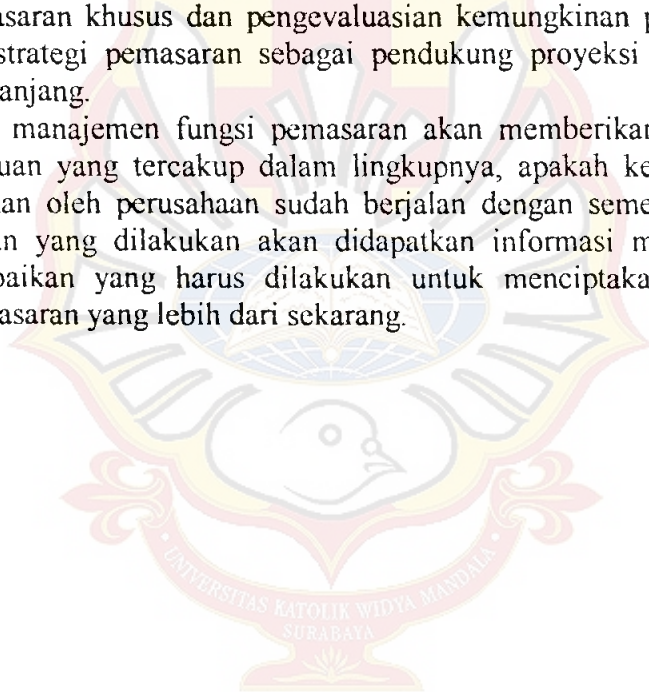 asaran khusus dan pengevaluasian kemungkinan p
strategi pemasaran sebagai pendukung proyeksi
anjang.
manajemen fungsi pemasaran akan memberikan
uan yang tercakup dalam lingkupnya, apakah ke
an oleh perusahaan sudah berjalan dengan seme
n yang dilakukan akan didapatkan informasi m
baikan yang harus dilakukan untuk menciptaka
asaran yang lebih dari sekarang.
UNIVERSITAS KATOLIK WIDYA MANDALA
SURABAYA